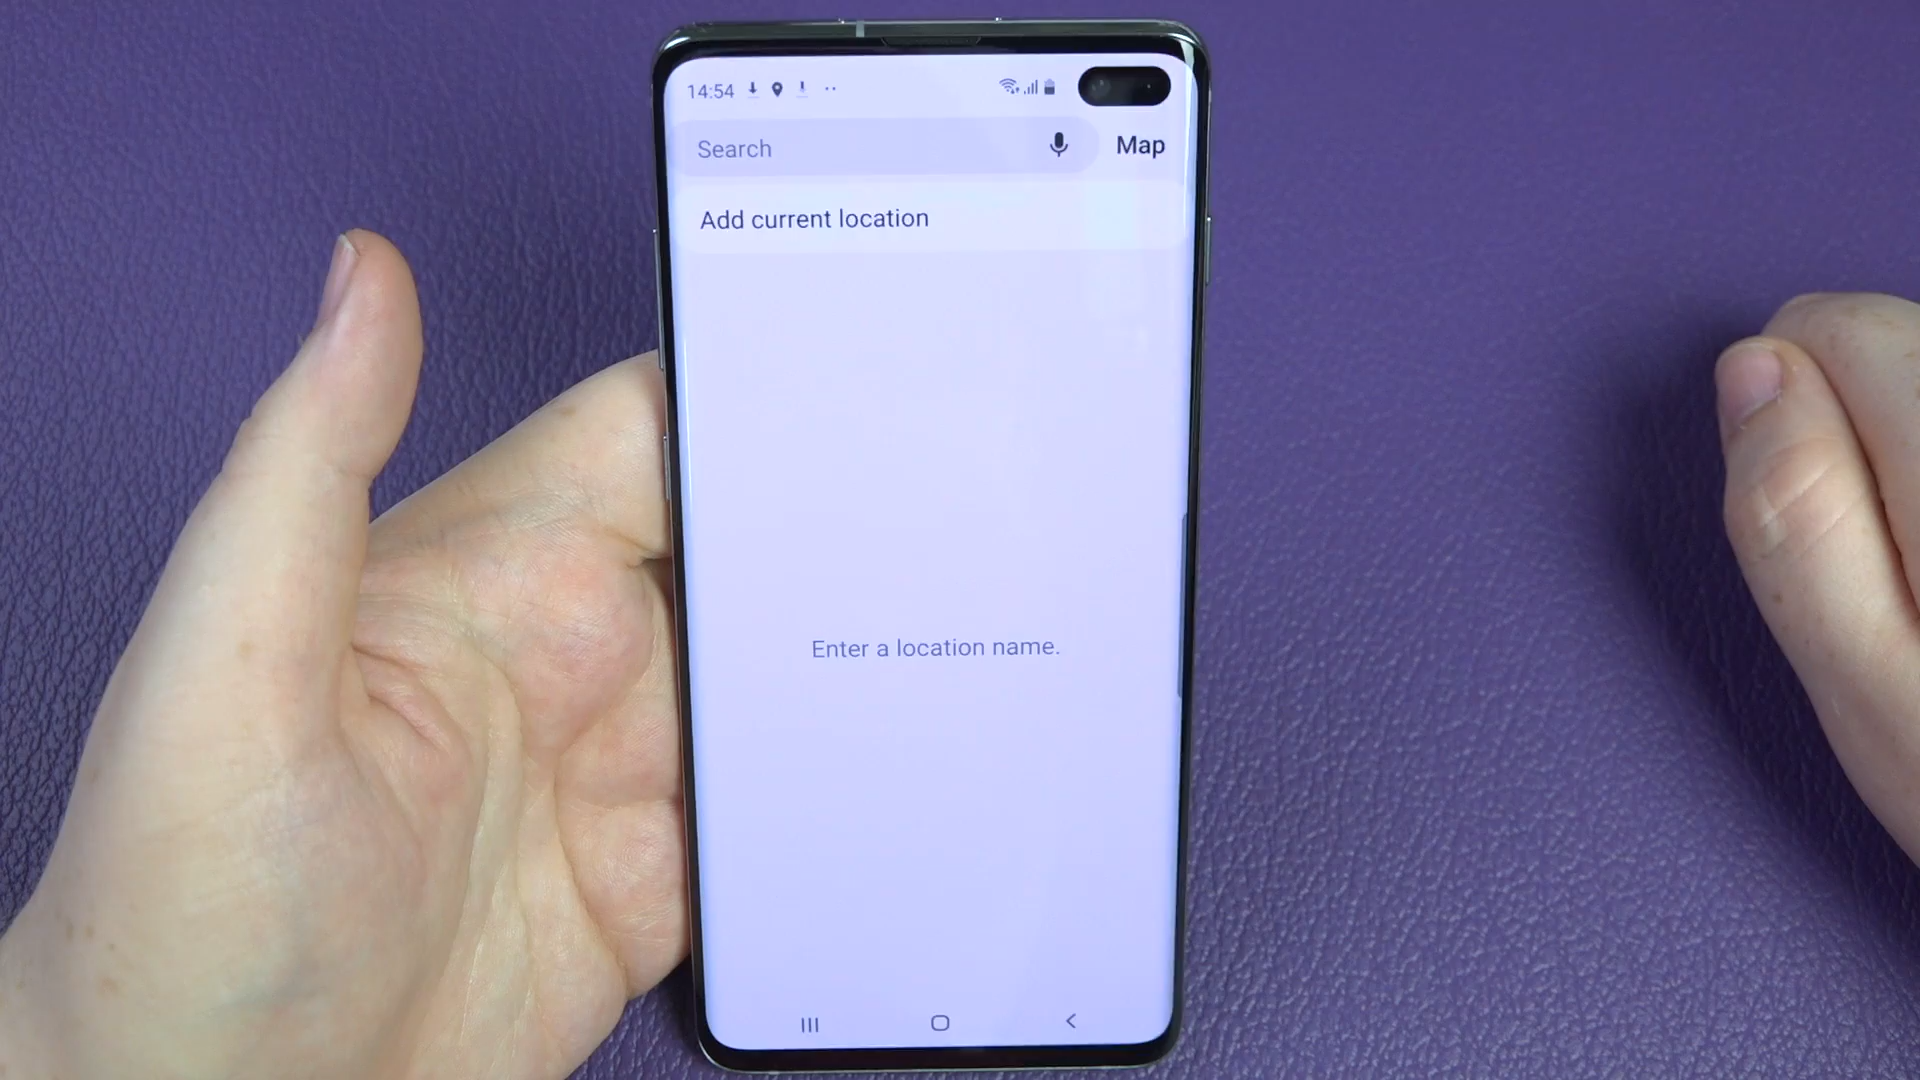 14:54
Search
Map
Add current location
Enter a location name.